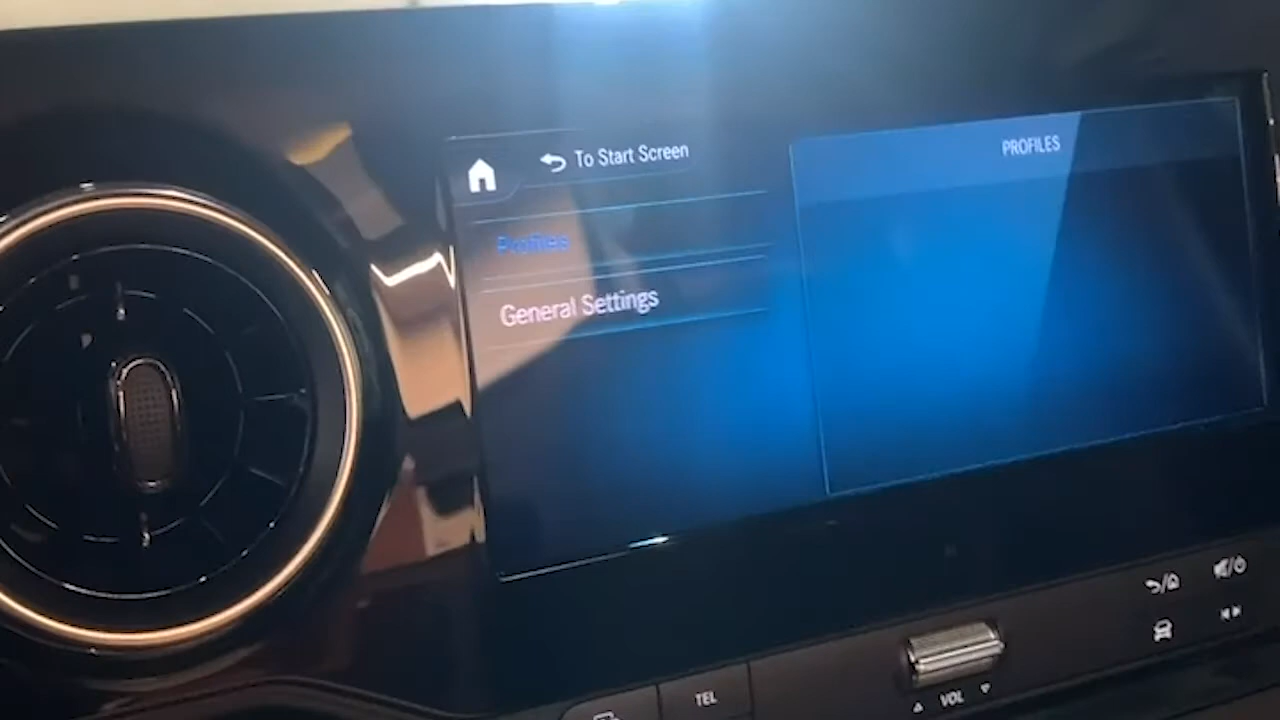 To Start Screen
PROFILES
Profiles
General Settings
TEL
VOL